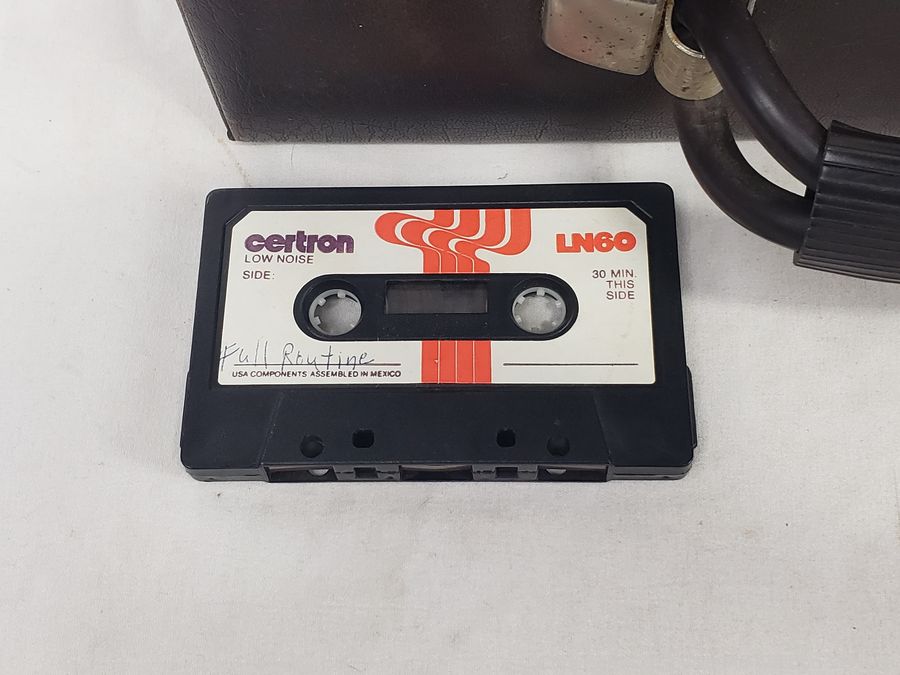 certron
LOW NOISE
SIDE:
LN60
30 MIN.
THIS
SIDE
Full Routine
USA COMPONENTS ASSEMBLED IN MEXICO